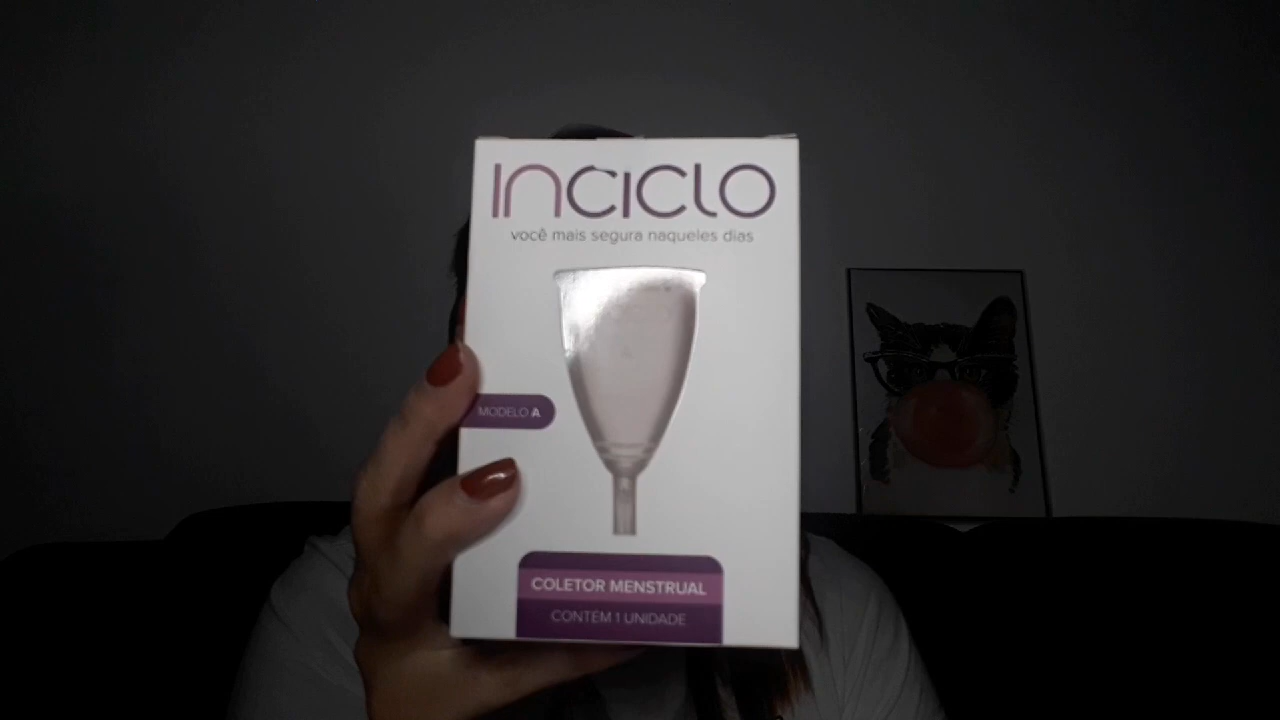 INCICLO
você mais segura naqueles dias
MODELO A
COLETOR MENSTRUAL
CONTÉM 1 UNIDADE